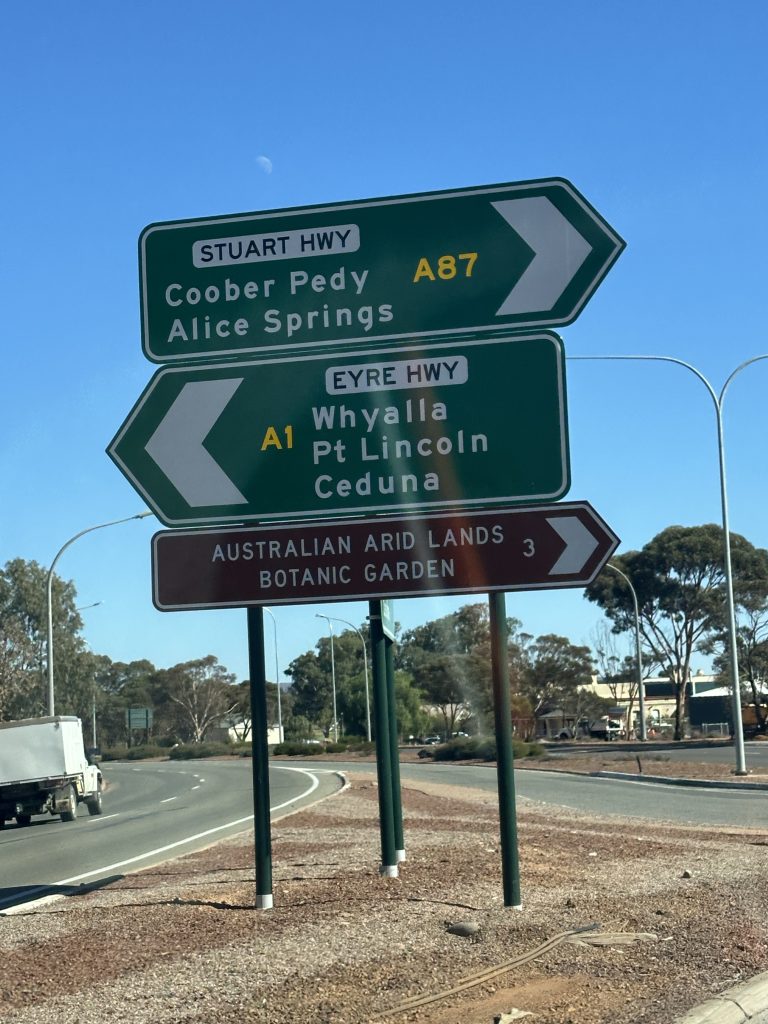 STUART HWY
Coober Pedy A87
Alice Springs
EYRE HWY
Whyalla
A1 Pt Lincoln
Ceduna
AUSTRALIAN ARID LANDS 3
BOTANIC GARDEN